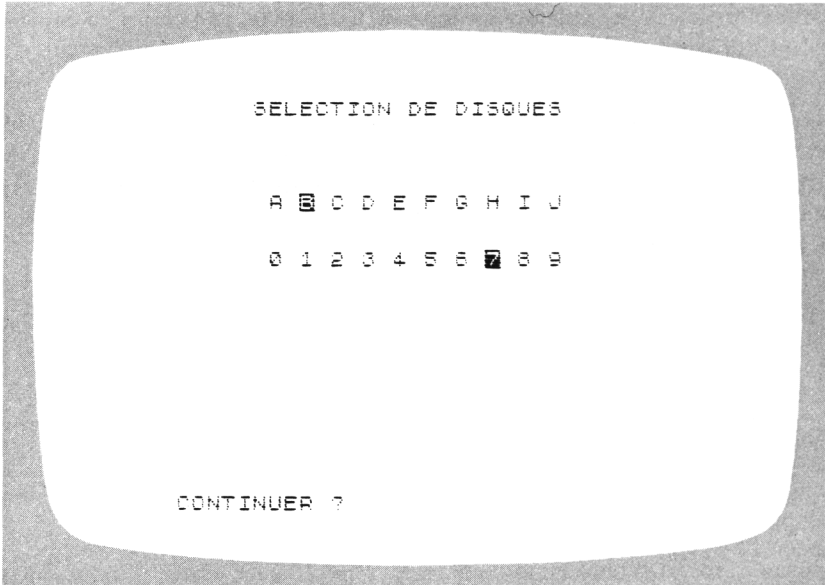 SELECTION DE DISQUES
A B C D E F G H I J
0 1 2 3 4 5 6 7 8 9
CONTINUER ?